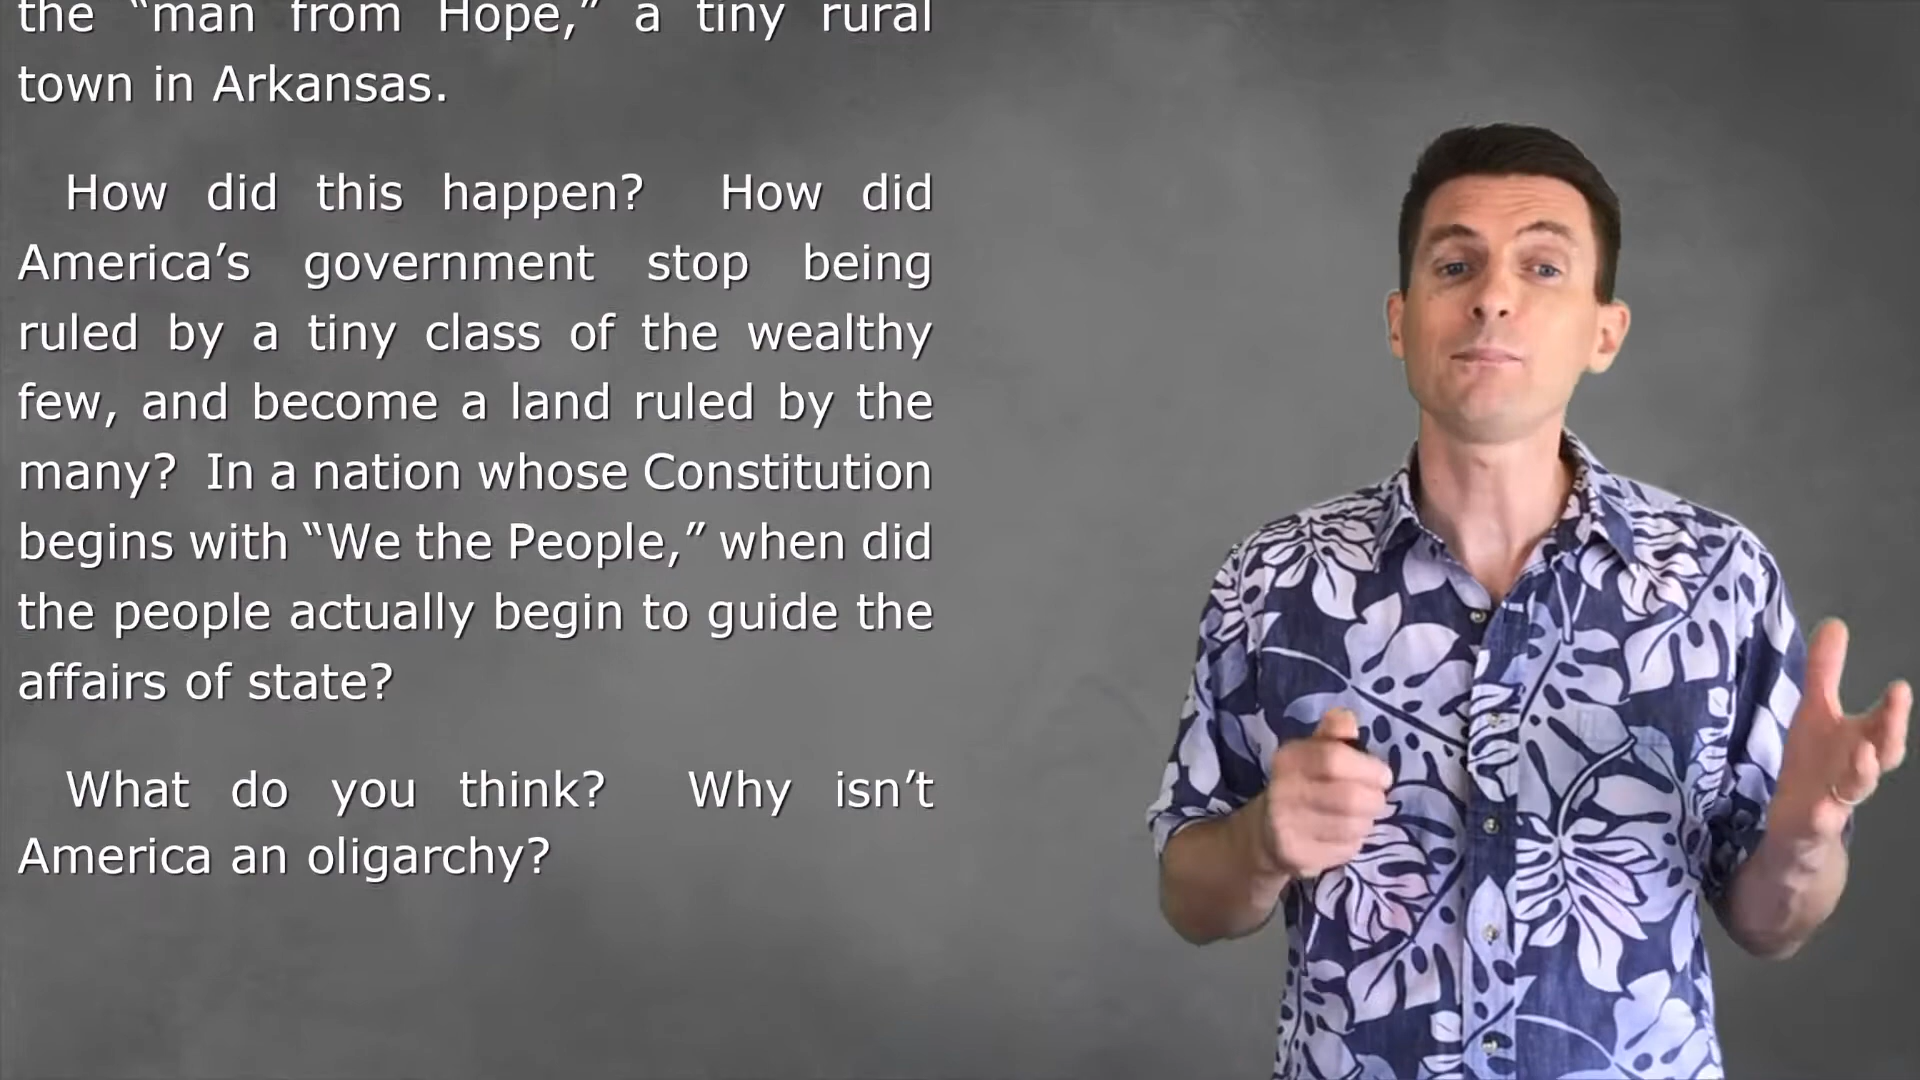 the “man from Hope,” a tiny rural
town in Arkansas.
How did this happen? How did
America’s government stop being
ruled by a tiny class of the wealthy
few, and become a land ruled by the
many? In a nation whose Constitution
begins with “We the People,” when did
the people actually begin to guide the
affairs of state?
What do you think? Why isn’t
America an oligarchy?